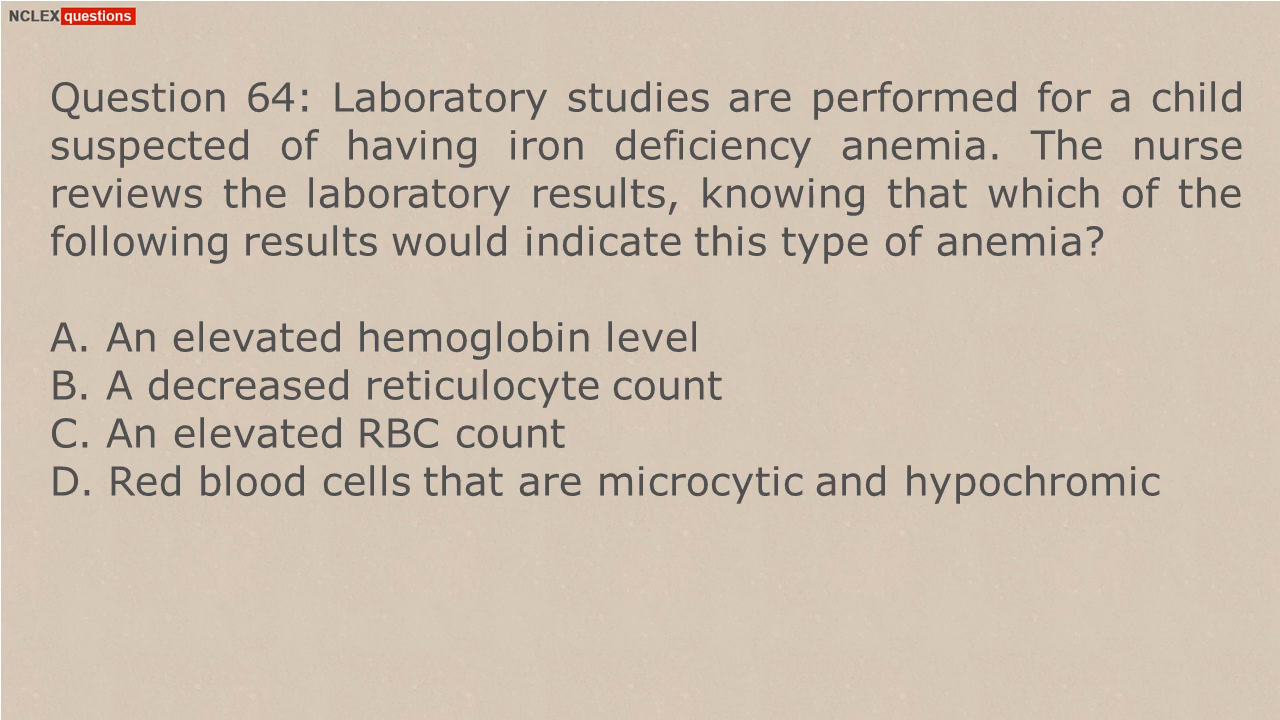 NCLEX questions
Question 64: Laboratory studies are performed for a child
suspected of having iron deficiency anemia. The nurse
reviews the laboratory results, knowing that which of the
following results would indicate this type of anemia?
A. An elevated hemoglobin level
B. A decreased reticulocyte count
C. An elevated RBC count
D. Red blood cells that are microcytic and hypochromic